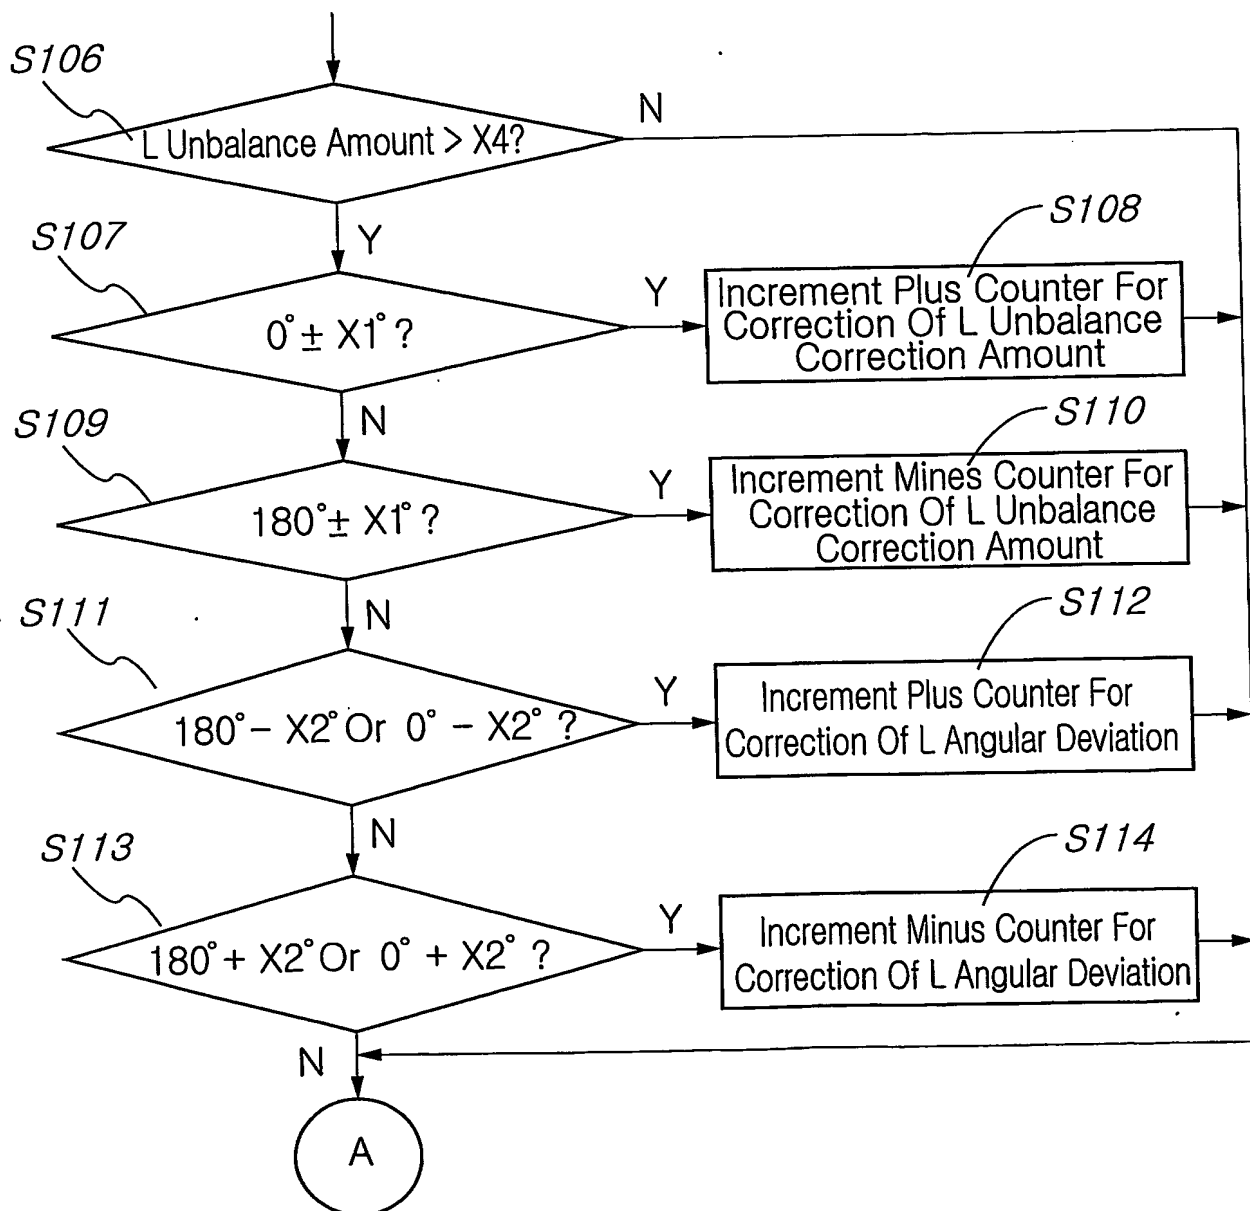 S106
L Unbalance Amount > X4?
N
Y
S107
0° ± X1° ?
Y
S108
Increment Plus Counter For
Correction Of L Unbalance
Correction Amount
N
S109
180° ± X1° ?
Y
S110
Increment Mines Counter For
Correction Of L Unbalance
Correction Amount
N
S111
180° − X2° Or 0° − X2° ?
Y
S112
Increment Plus Counter For
Correction Of L Angular Deviation
N
S113
180° + X2° Or 0° + X2° ?
Y
S114
Increment Minus Counter For
Correction Of L Angular Deviation
N
A